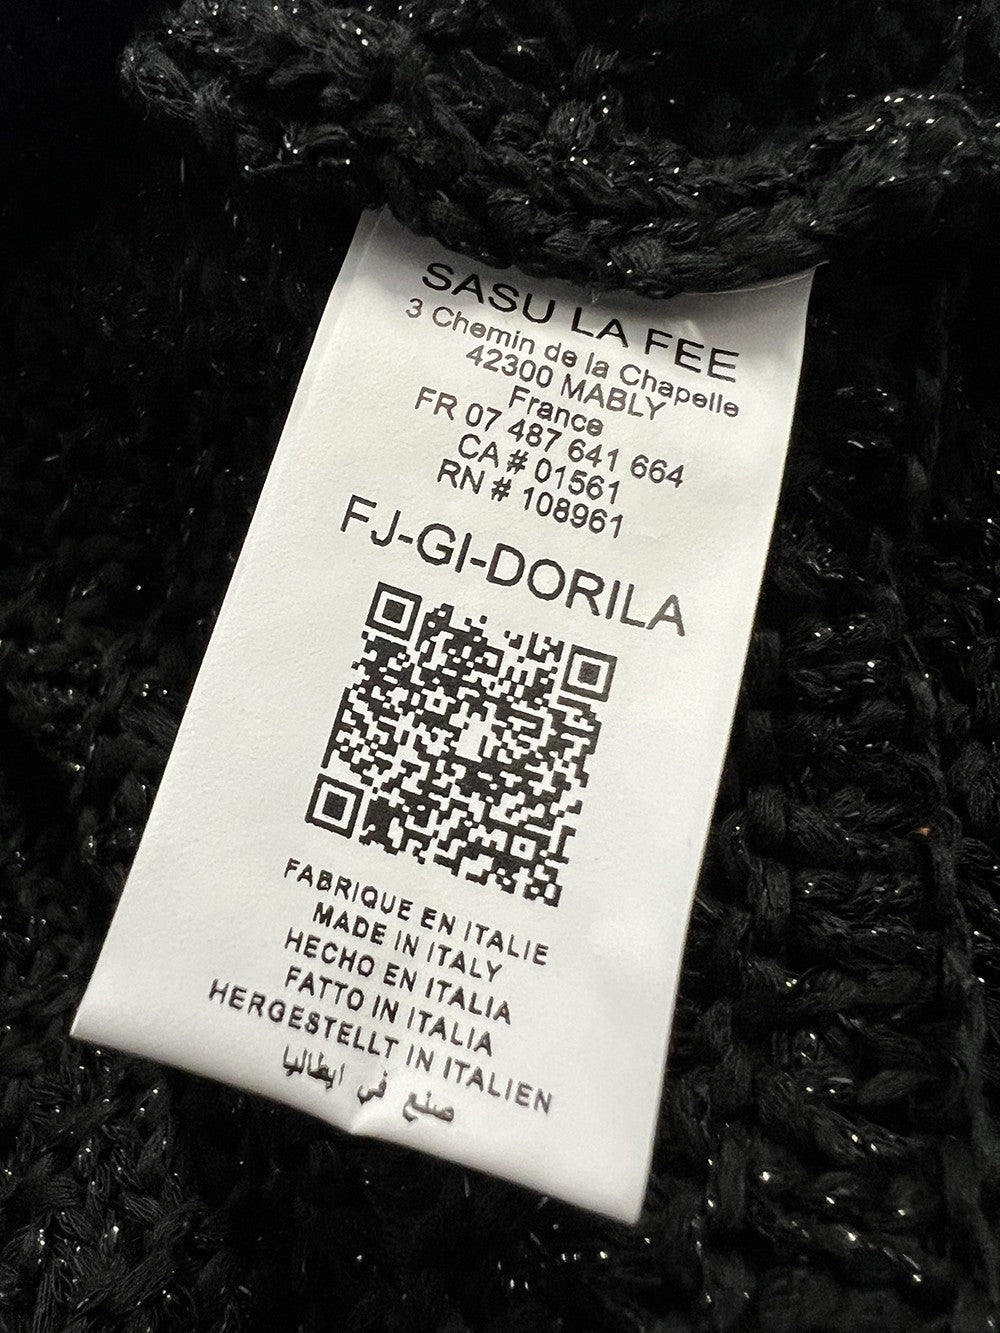 SASU LA FEE
3 Chemin de la Chapelle
42300 MABLY
France
FR 07 487 641 664
CA # 01561
RN # 108961
FJ-GI-DORILA
FABRIQUE EN ITALIE
MADE IN ITALY
HECHO EN ITALIA
FATTO IN ITALIA
HERGESTELLT IN ITALIEN
صنع في ايطاليا